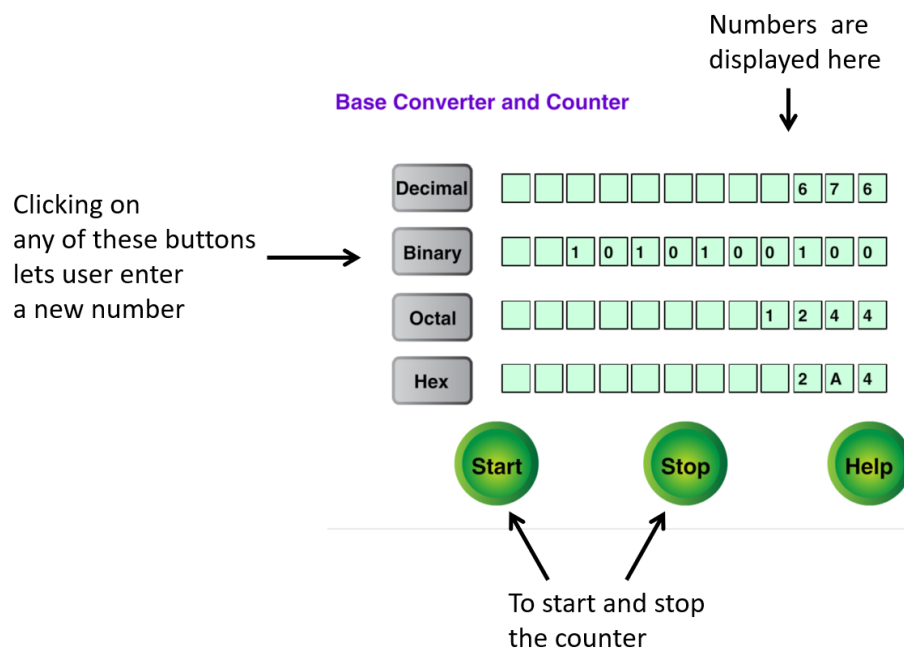 Numbers are
displayed here
Base Converter and Counter
Clicking on
any of these buttons
lets user enter
a new number
Decimal 6 7 6
Binary 1 0 1 0 1 0 0 1 0 0
Octal 1 2 4 4
Hex 2 A 4
Start Stop Help
To start and stop
the counter